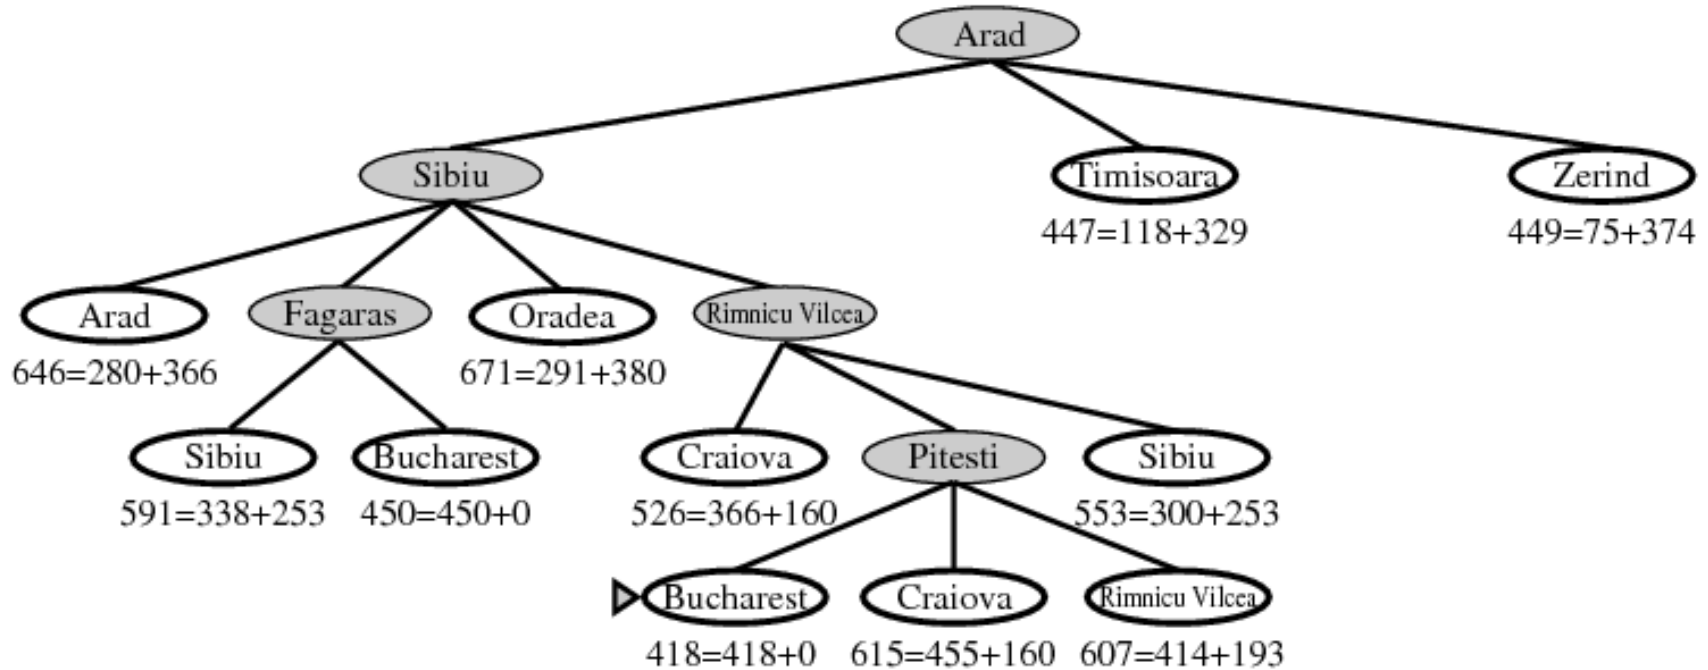 Arad
Sibiu
Timisoara
Zerind
447=118+329
449=75+374
Arad
Fagaras
Oradea
Rimnicu Vilcea
646=280+366
671=291+380
Sibiu
Bucharest
Craiova
Pitesti
Sibiu
591=338+253
450=450+0
526=366+160
553=300+253
Bucharest
Craiova
Rimnicu Vilcea
418=418+0
615=455+160
607=414+193